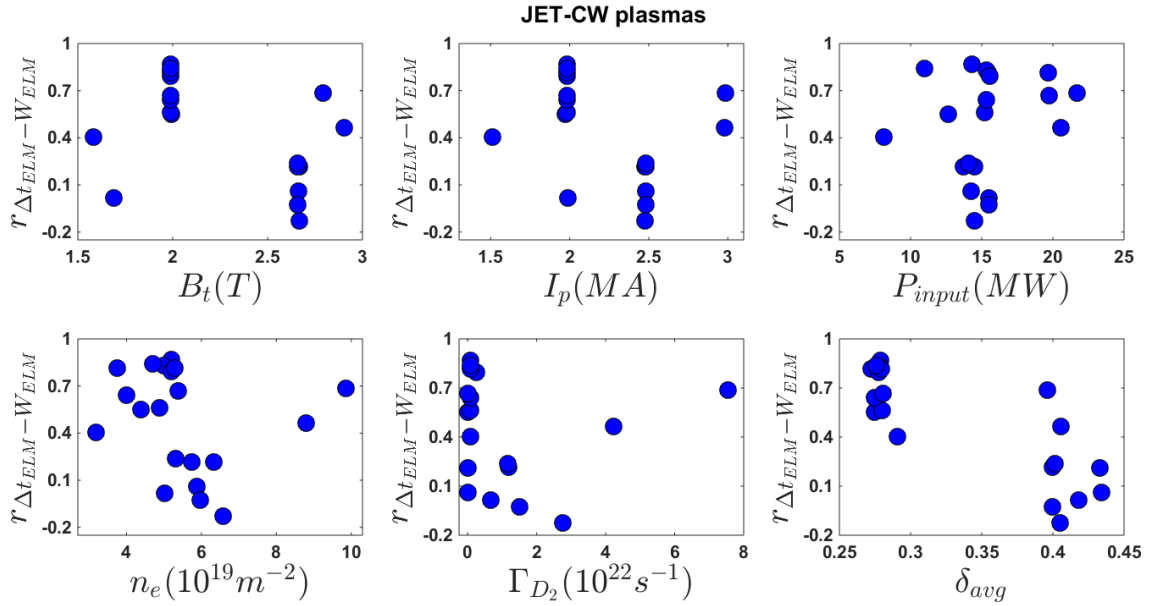 JET-CW plasmas
1
0.7
0.4
0.1
-0.2
r_{Δt_{ELM}−W_{ELM}}
1.5 2 2.5 3
B_t(T)
1
0.7
0.4
0.1
-0.2
r_{Δt_{ELM}−W_{ELM}}
1 1.5 2 2.5 3
I_p(MA)
1
0.7
0.4
0.1
-0.2
r_{Δt_{ELM}−W_{ELM}}
5 10 15 20 25
P_{input}(MW)
1
0.7
0.4
0.1
-0.2
r_{Δt_{ELM}−W_{ELM}}
4 6 8 10
n_e(10^{19}m^{−2})
1
0.7
0.4
0.1
-0.2
r_{Δt_{ELM}−W_{ELM}}
0 2 4 6 8
Γ_{D_2}(10^{22}s^{−1})
1
0.7
0.4
0.1
-0.2
r_{Δt_{ELM}−W_{ELM}}
0.25 0.3 0.35 0.4 0.45
δ_{avg}